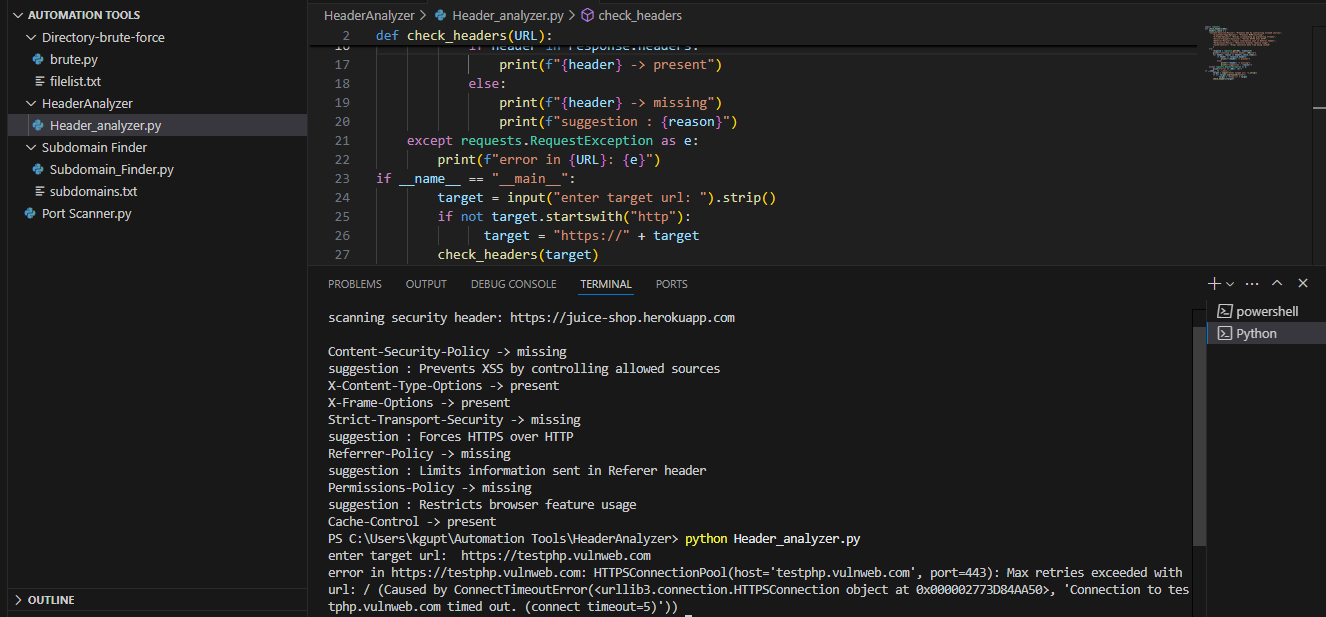 AUTOMATION TOOLS
Directory-brute-force
brute.py
filelist.txt
HeaderAnalyzer
Header_analyzer.py
Subdomain Finder
Subdomain_Finder.py
subdomains.txt
Port Scanner.py
OUTLINE
HeaderAnalyzer > Header_analyzer.py > check_headers
2 def check_headers(URL):
17 print(f"{header} -> present")
18 else:
19 print(f"{header} -> missing")
20 print(f"suggestion : {reason}")
21 except requests.RequestException as e:
22 print(f"error in {URL}: {e}")
23 if __name__ == "__main__":
24 target = input("enter target url: ").strip()
25 if not target.startswith("http"):
26 target = "https://" + target
27 check_headers(target)
PROBLEMS OUTPUT DEBUG CONSOLE TERMINAL PORTS
powershell
Python
scanning security header: https://juice-shop.herokuapp.com
Content-Security-Policy -> missing
suggestion : Prevents XSS by controlling allowed sources
X-Content-Type-Options -> present
X-Frame-Options -> present
Strict-Transport-Security -> missing
suggestion : Forces HTTPS over HTTP
Referrer-Policy -> missing
suggestion : Limits information sent in Referer header
Permissions-Policy -> missing
suggestion : Restricts browser feature usage
Cache-Control -> present
PS C:\Users\kgupt\Automation Tools\HeaderAnalyzer> python Header_analyzer.py
enter target url:  https://testphp.vulnweb.com
error in https://testphp.vulnweb.com: HTTPSConnectionPool(host='testphp.vulnweb.com', port=443): Max retries exceeded with
url: / (Caused by ConnectTimeoutError(<urllib3.connection.HTTPSConnection object at 0x000002773D84AA50>, 'Connection to tes
tphp.vulnweb.com timed out. (connect timeout=5)'))